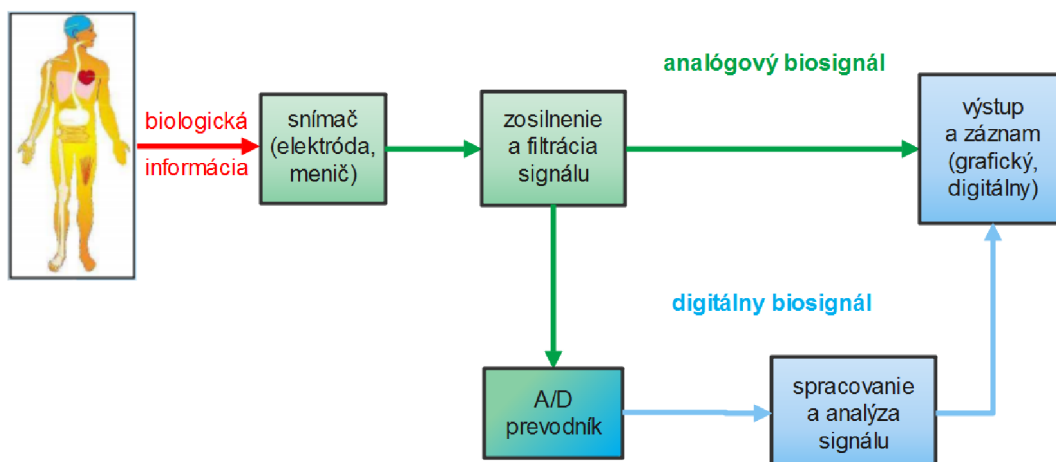 analógový biosignál
biologická
informácia
snímač
(elektróda,
menič)
zosilnenie
a filtrácia
signálu
výstup
a záznam
(grafický,
digitálny)
digitálny biosignál
A/D
prevodník
spracovanie
a analýza
signálu